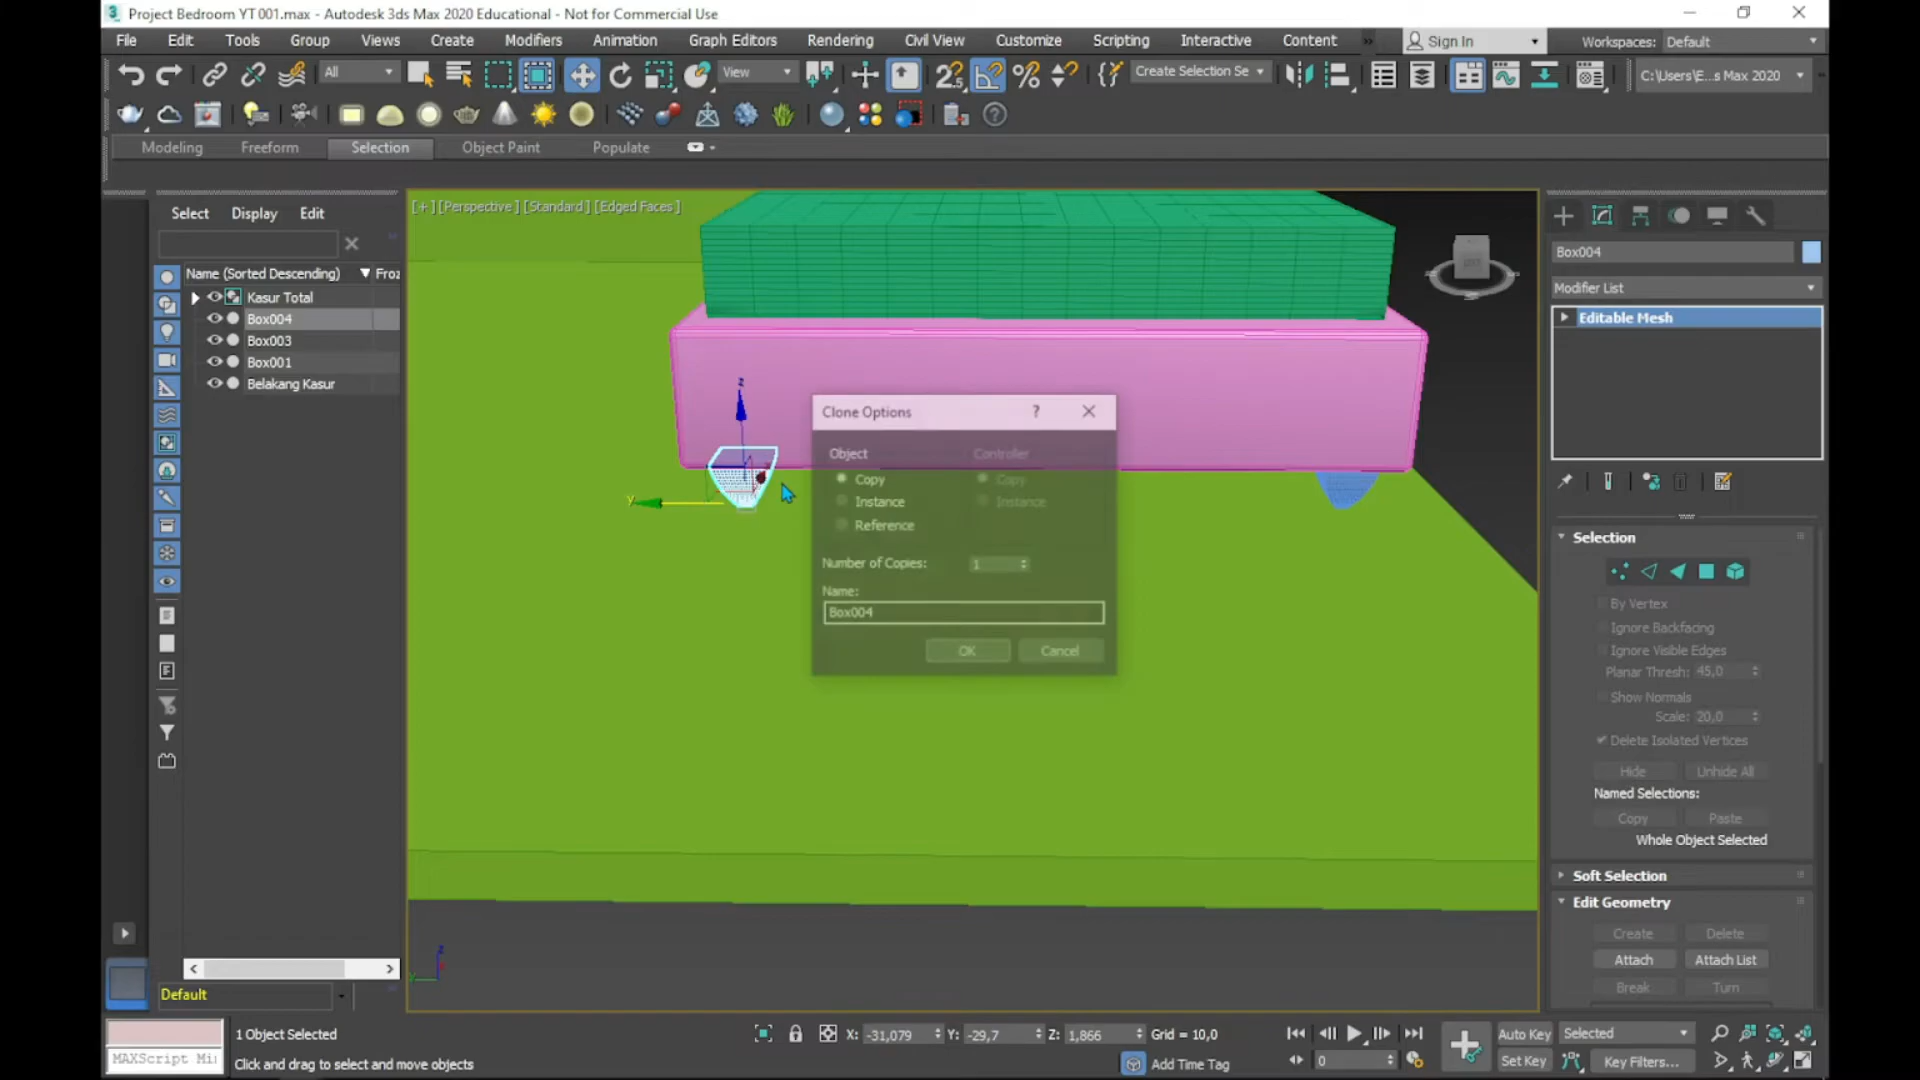 Project Bedroom YT 001.max - Autodesk 3ds Max 2020 Educational - Not for Commercial Use
File Edit Tools Group Views Create Modifiers Animation Graph Editors Rendering Civil View Customize Scripting Interactive Content
Sign In
Workspaces: Default
All
View
Create Selection Se
C:\Users\E...s Max 2020
Modeling Freeform Selection Object Paint Populate
Select Display Edit
Name (Sorted Descending) Froz
Kasur Total
Box004
Box003
Box001
Belakang Kasur
[+] [Perspective] [Standard] [Edged Faces]
z
y
Clone Options ?
Object Controller
Copy Copy
Instance Instance
Reference
Number of Copies: 1
Name:
Box004
OK Cancel
Box004
Modifier List
Editable Mesh
Selection
By Vertex
Ignore Backfacing
Ignore Visible Edges
Planar Thresh: 45,0
Show Normals
Scale: 20,0
Delete Isolated Vertices
Hide Unhide All
Named Selections:
Copy Paste
Whole Object Selected
Soft Selection
Edit Geometry
Create Delete
Attach Attach List
Break Turn
Default
MAXScript Mi
1 Object Selected
Click and drag to select and move objects
X: -31,079 Y: -29,7 Z: 1,866 Grid = 10,0
Add Time Tag
0
Auto Key Selected
Set Key Key Filters...